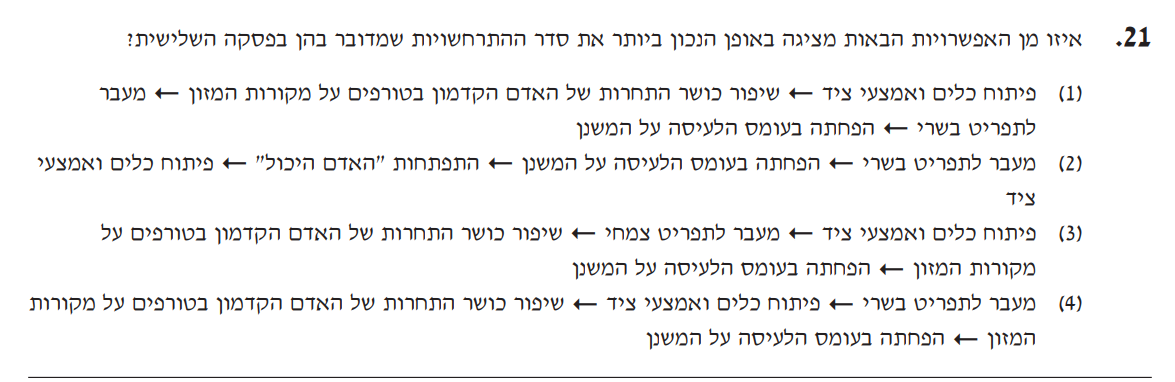 21. איזו מן האפשרויות הבאות מציגה באופן הנכון ביותר את סדר ההתרחשויות שמדובר בהן בפסקה השלישית?
(1) פיתוח כלים ואמצעי ציד ← שיפור כושר התחרות של האדם הקדמון בטורפים על מקורות המזון ← מעבר
לתפריט בשרי ← הפחתה בעומס הלעיסה על המשנן
(2) מעבר לתפריט בשרי ← הפחתה בעומס הלעיסה על המשנן ← התפתחות "האדם היכול" ← פיתוח כלים ואמצעי
ציד
(3) פיתוח כלים ואמצעי ציד ← מעבר לתפריט צמחי ← שיפור כושר התחרות של האדם הקדמון בטורפים על
מקורות המזון ← הפחתה בעומס הלעיסה על המשנן
(4) מעבר לתפריט בשרי ← פיתוח כלים ואמצעי ציד ← שיפור כושר התחרות של האדם הקדמון בטורפים על מקורות
המזון ← הפחתה בעומס הלעיסה על המשנן